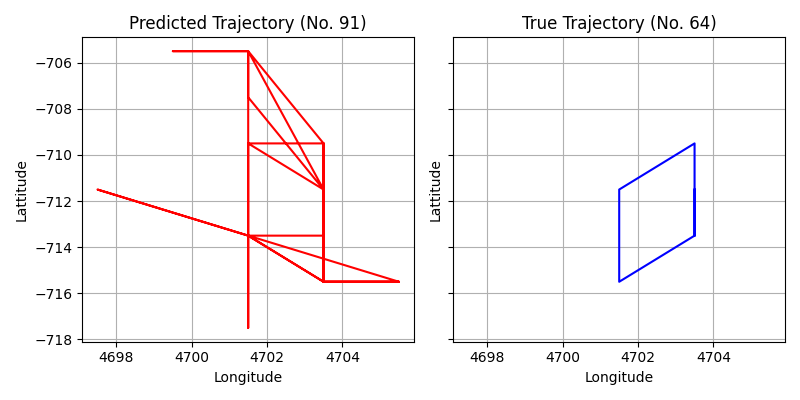 Predicted Trajectory (No. 91)
True Trajectory (No. 64)
−706
−708
−710
−712
−714
−716
−718
Lattitude
4698
4700
4702
4704
Longitude
Lattitude
4698
4700
4702
4704
Longitude